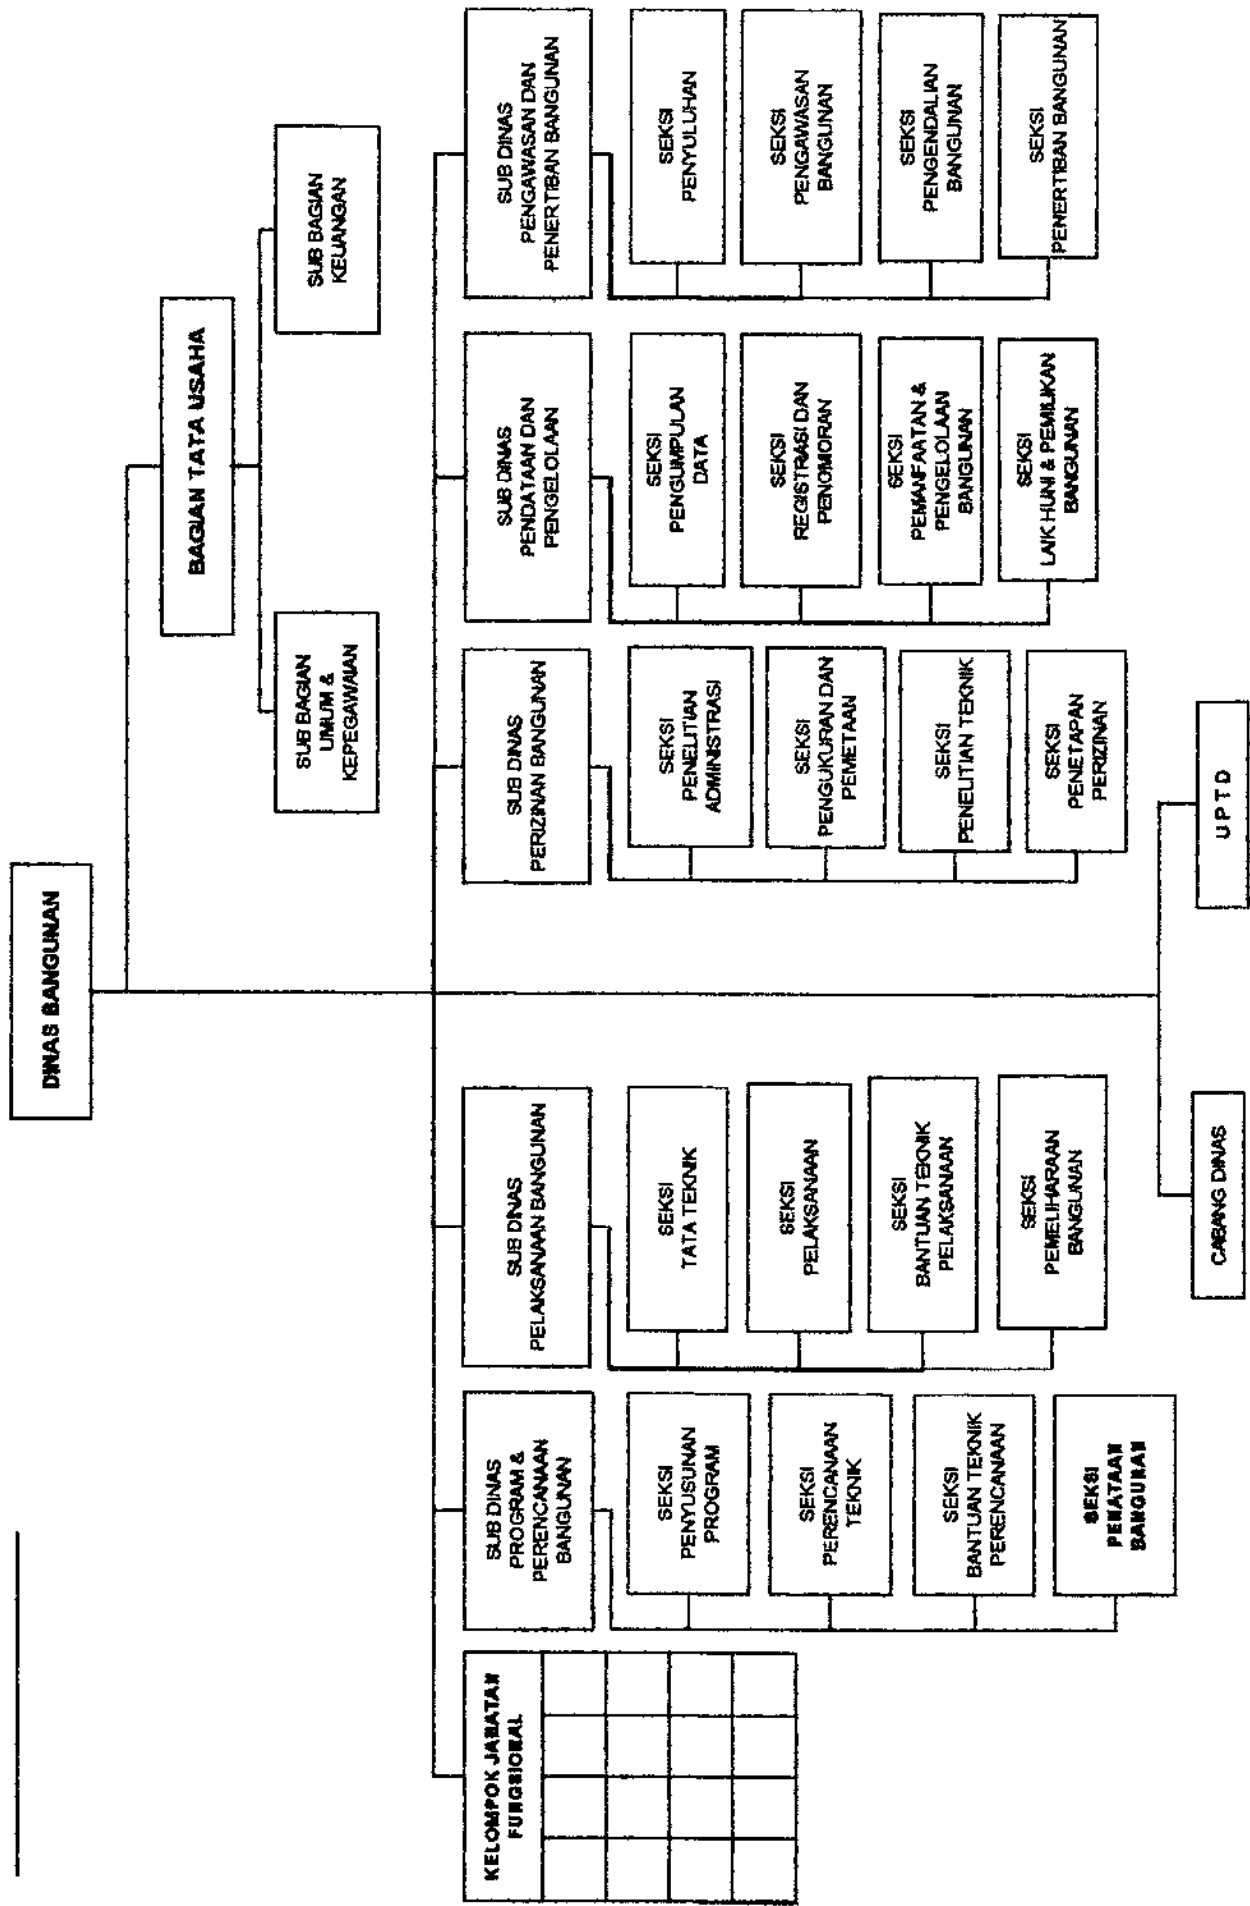 DINAS BANGUNAN
BAGIAN TATA USAHA
SUB BAGIAN
UMUM &
KEPEGAWAIAN
SUB BAGIAN
KEUANGAN
KELOMPOK JABATAN
FUNGSIONAL
SUB DINAS
PROGRAM &
PERENCANAAN
BANGUNAN
SEKSI
PENYUSUNAN
PROGRAM
SEKSI
PERENCANAAN
TEKNIK
SEKSI
BANTUAN TEKNIK
PERENCANAAN
SEKSI
PENATAAN
BANGUNAN
SUB DINAS
PELAKSANAAN BANGUNAN
SEKSI
TATA TEKNIK
SEKSI
PELAKSANAAN
SEKSI
BANTUAN TEKNIK
PELAKSANAAN
SEKSI
PEMELIHARAAN
BANGUNAN
SUB DINAS
PERIZINAN BANGUNAN
SEKSI
PENELITIAN
ADMINISTRASI
SEKSI
PENGUKURAN DAN
PEMETAAN
SEKSI
PENELITIAN TEKNIK
SEKSI
PENETAPAN
PERIZINAN
SUB DINAS
PENDATAAN DAN
PENGELOLAAN
SEKSI
PENGUMPULAN
DATA
SEKSI
REGISTRASI DAN
PENOMORAN
SEKSI
PEMANFAATAN &
PENGELOLAAN
BANGUNAN
SEKSI
LAIK HUNI & PEMILIKAN
BANGUNAN
SUB DINAS
PENGAWASAN DAN
PENERTIBAN BANGUNAN
SEKSI
PENYULUHAN
SEKSI
PENGAWASAN
BANGUNAN
SEKSI
PENGENDALIAN
BANGUNAN
SEKSI
PENERTIBAN BANGUNAN
CABANG DINAS
U P T D